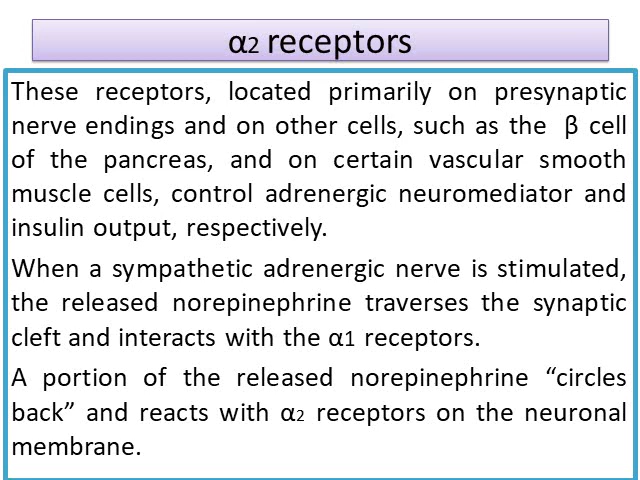 α2 receptors
These receptors, located primarily on presynaptic
nerve endings and on other cells, such as the β cell
of the pancreas, and on certain vascular smooth
muscle cells, control adrenergic neuromediator and
insulin output, respectively.
When a sympathetic adrenergic nerve is stimulated,
the released norepinephrine traverses the synaptic
cleft and interacts with the α1 receptors.
A portion of the released norepinephrine “circles
back” and reacts with α2 receptors on the neuronal
membrane.